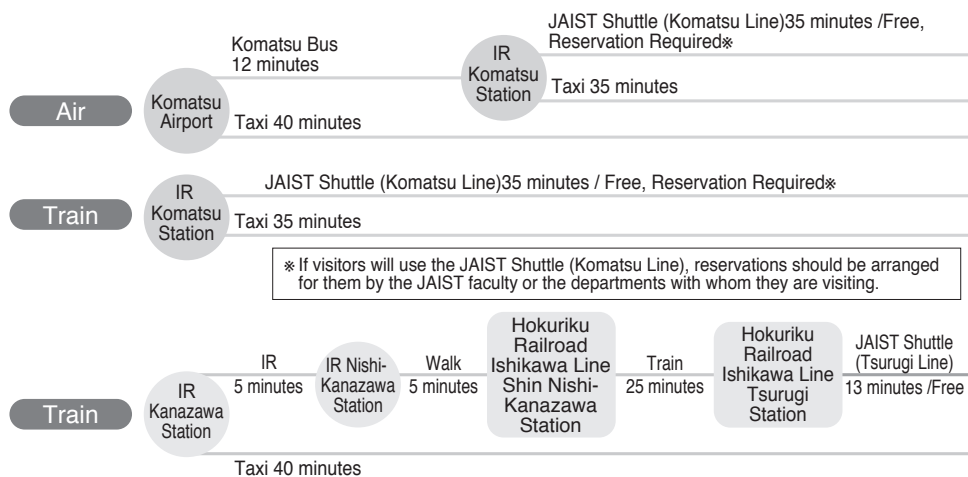 Air
Komatsu
Airport
Komatsu Bus
12 minutes
IR
Komatsu
Station
JAIST Shuttle (Komatsu Line)35 minutes /Free,
Reservation Required※
Taxi 35 minutes
Taxi 40 minutes
Train
IR
Komatsu
Station
JAIST Shuttle (Komatsu Line)35 minutes / Free, Reservation Required※
Taxi 35 minutes
※ If visitors will use the JAIST Shuttle (Komatsu Line), reservations should be arranged
for them by the JAIST faculty or the departments with whom they are visiting.
Train
IR
Kanazawa
Station
IR
5 minutes
IR Nishi-
Kanazawa
Station
Walk
5 minutes
Hokuriku
Railroad
Ishikawa Line
Shin Nishi-
Kanazawa
Station
Train
25 minutes
Hokuriku
Railroad
Ishikawa Line
Tsurugi
Station
JAIST Shuttle
(Tsurugi Line)
13 minutes /Free
Taxi 40 minutes